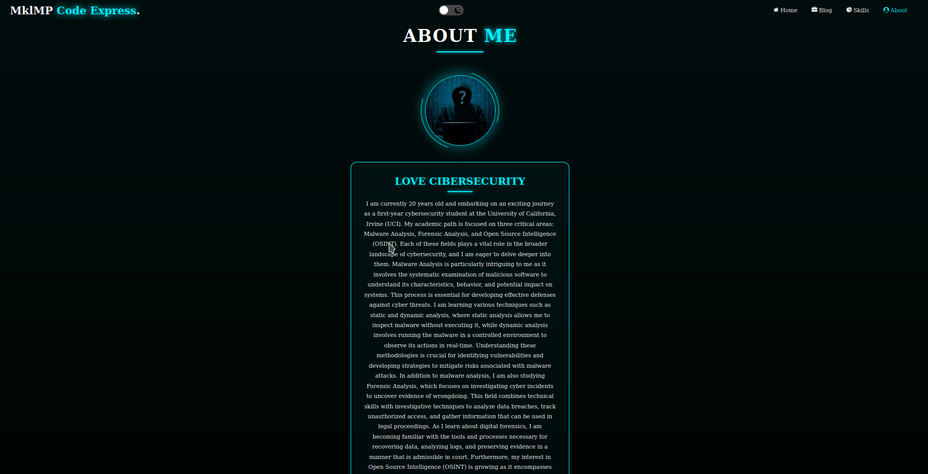 MklMP Code Express.
Home Blog Skills About
ABOUT ME
?
LOVE CIBERSECURITY
I am currently 20 years old and embarking on an exciting journey
as a first-year cybersecurity student at the University of California,
Irvine (UCI). My academic path is focused on three critical areas:
Malware Analysis, Forensic Analysis, and Open Source Intelligence
(OSINT). Each of these fields plays a vital role in the broader
landscape of cybersecurity, and I am eager to delve deeper into
them. Malware Analysis is particularly intriguing to me as it
involves the systematic examination of malicious software to
understand its characteristics, behavior, and potential impact on
systems. This process is essential for developing effective defenses
against cyber threats. I am learning various techniques such as
static and dynamic analysis, where static analysis allows me to
inspect malware without executing it, while dynamic analysis
involves running the malware in a controlled environment to
observe its actions in real-time. Understanding these
methodologies is crucial for identifying vulnerabilities and
developing strategies to mitigate risks associated with malware
attacks. In addition to malware analysis, I am also studying
Forensic Analysis, which focuses on investigating cyber incidents
to uncover evidence of wrongdoing. This field combines technical
skills with investigative techniques to analyze data breaches, track
unauthorized access, and gather information that can be used in
legal proceedings. As I learn about digital forensics, I am
becoming familiar with the tools and processes necessary for
recovering data, analyzing logs, and preserving evidence in a
manner that is admissible in court. Furthermore, my interest in
Open Source Intelligence (OSINT) is growing as it encompasses